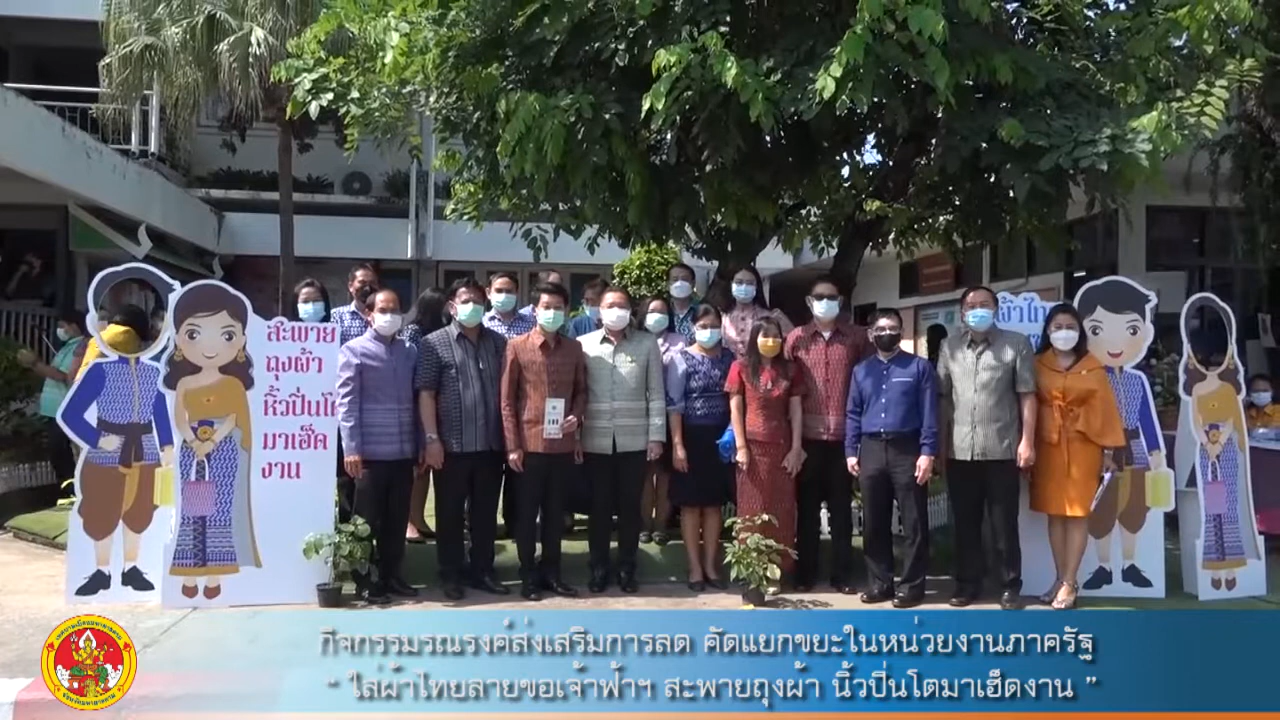 สะพาย
ถุงผ้า
หิ้วปิ่นโต
มาเฮ็ด
งาน
ผ้าไท
กิจกรรมรณรงค์ส่งเสริมการลด คัดแยกขยะในหน่วยงานภาครัฐ
“ ใส่ผ้าไทยลายขอเจ้าฟ้าฯ สะพายถุงผ้า นิ้วปิ่นโตมาเฮ็ดงาน ”